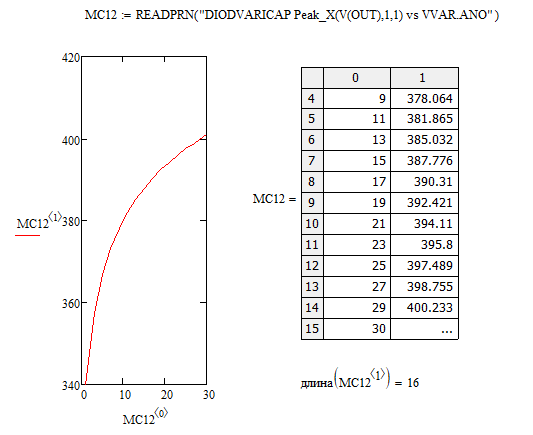 MC12 := READPRN("DIODVARICAP Peak_X(V(OUT),1,1) vs VVAR.ANO")
420
400
380
360
340
MC12⟨1⟩
0 10 20 30
MC12⟨0⟩
MC12 =
0 1
4 9 378.064
5 11 381.865
6 13 385.032
7 15 387.776
8 17 390.31
9 19 392.421
10 21 394.11
11 23 395.8
12 25 397.489
13 27 398.755
14 29 400.233
15 30 ...
длина(MC12⟨1⟩) = 16